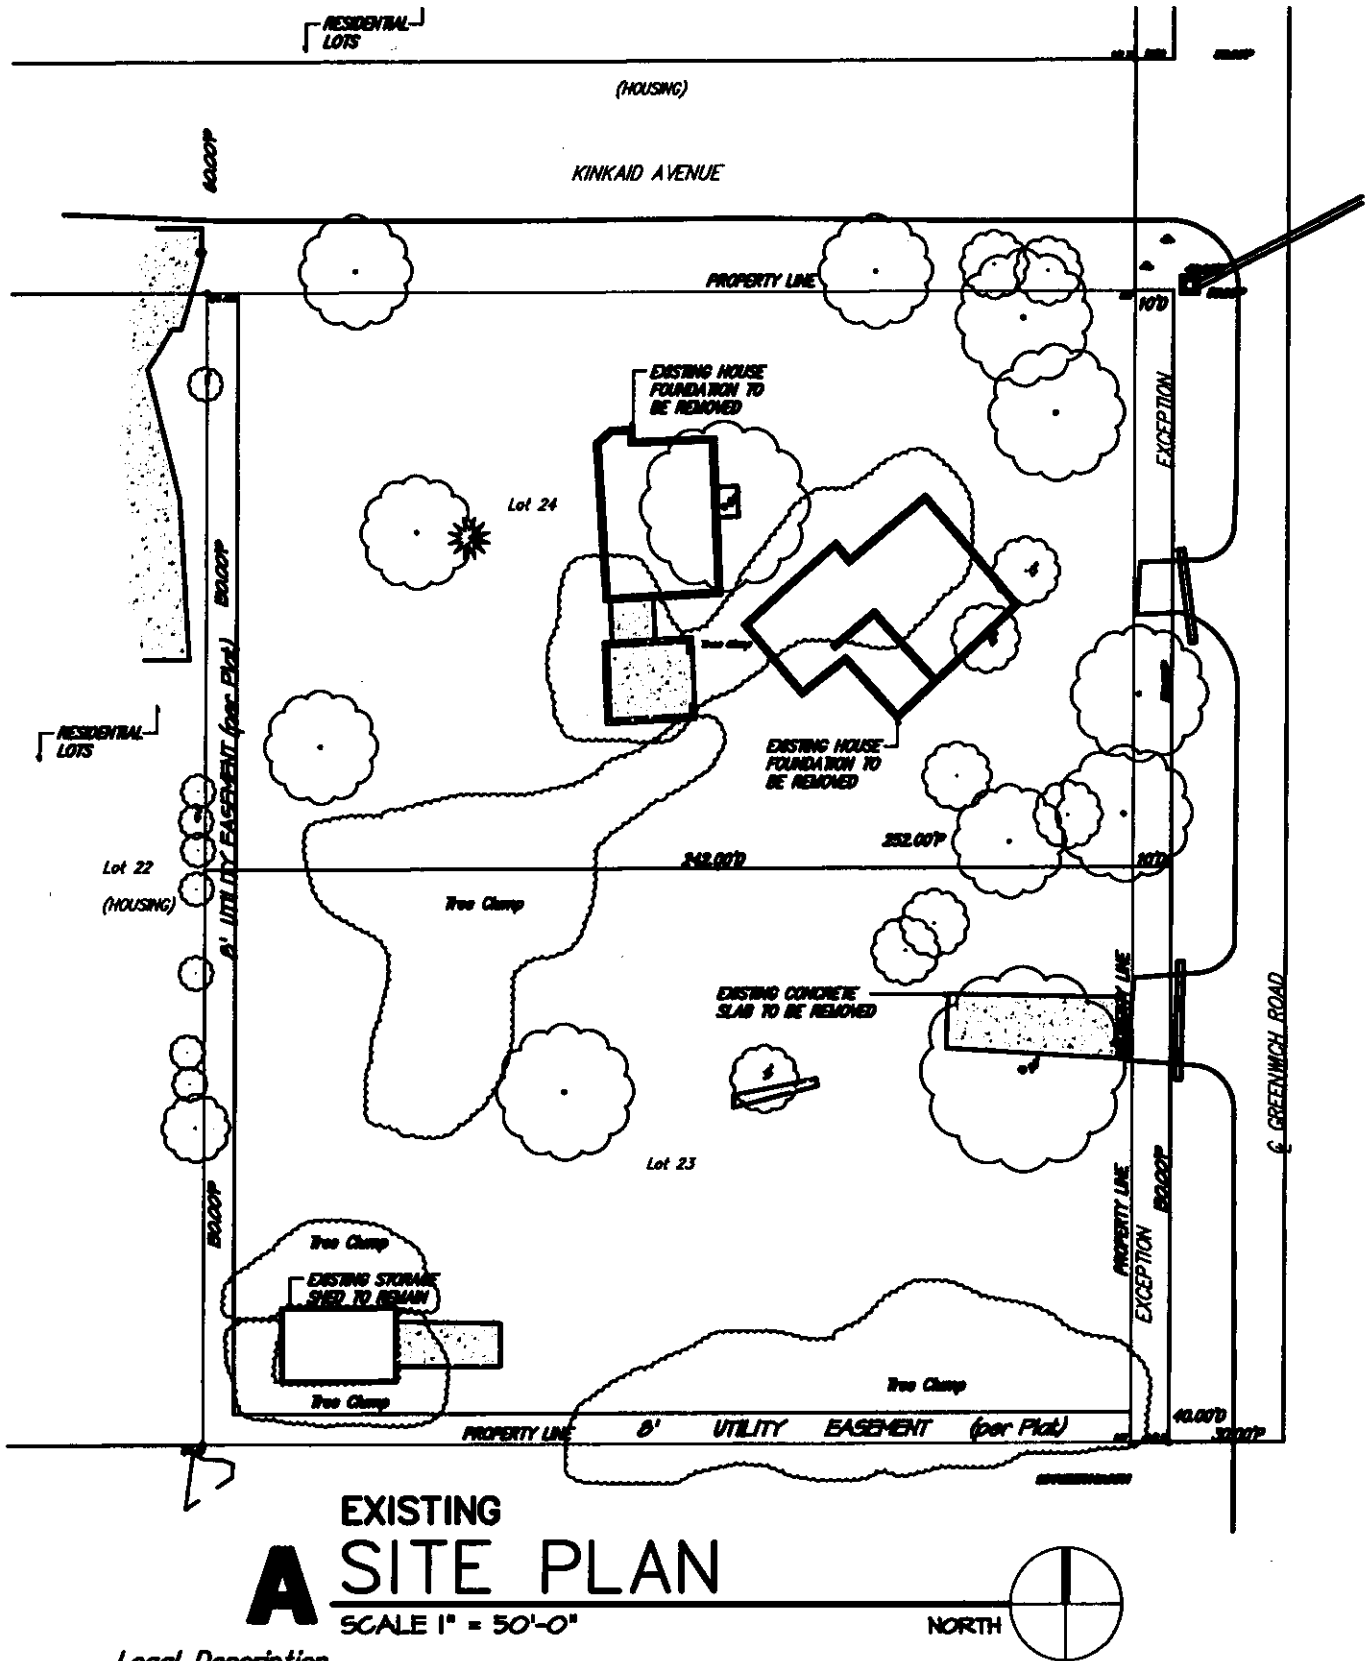 RESIDENTIAL
LOTS
(HOUSING)
60.00'P
KINKAID AVENUE
PROPERTY LINE
10'D
EXISTING HOUSE
FOUNDATION TO
BE REMOVED
EXCEPTION
Lot 24
150.00'P
Tree Clump
8' UTILITY EASEMENT (per Plat)
RESIDENTIAL
LOTS
EXISTING HOUSE
FOUNDATION TO
BE REMOVED
252.00'P
242.00'D
10'D
Lot 22
(HOUSING)
Tree Clump
PROPERTY LINE
EXISTING CONCRETE
SLAB TO BE REMOVED
℄ GREENWICH ROAD
Lot 23
150.00'P
PROPERTY LINE
150.00'P
EXCEPTION
Tree Clump
EXISTING STORAGE
SHED TO REMAIN
Tree Clump
Tree Clump
40.00'D
PROPERTY LINE
8' UTILITY EASEMENT (per Plat)
30.00'P
EXISTING
A SITE PLAN
SCALE 1" = 50'-0"
NORTH
Legal Description